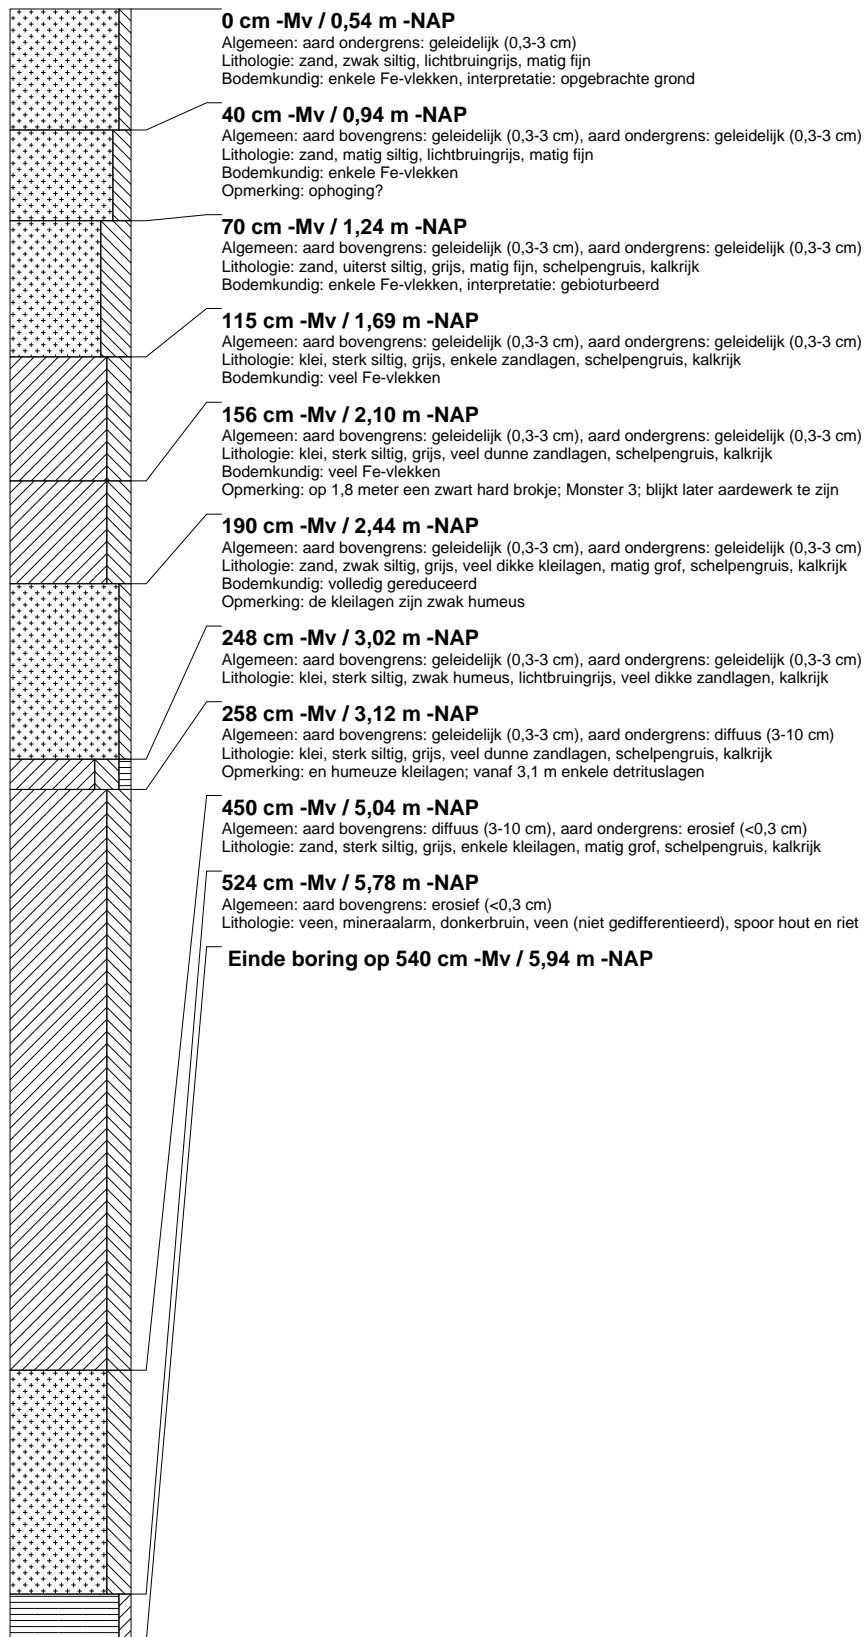 0 cm -Mv / 0,54 m -NAP
Algemeen: aard ondergrens: geleidelijk (0,3-3 cm)
Lithologie: zand, zwak siltig, lichtbruingrijs, matig fijn
Bodemkundig: enkele Fe-vlekken, interpretatie: opgebrachte grond
40 cm -Mv / 0,94 m -NAP
Algemeen: aard bovengrens: geleidelijk (0,3-3 cm), aard ondergrens: geleidelijk (0,3-3 cm)
Lithologie: zand, matig siltig, lichtbruingrijs, matig fijn
Bodemkundig: enkele Fe-vlekken
Opmerking: ophoging?
70 cm -Mv / 1,24 m -NAP
Algemeen: aard bovengrens: geleidelijk (0,3-3 cm), aard ondergrens: geleidelijk (0,3-3 cm)
Lithologie: zand, uiterst siltig, grijs, matig fijn, schelpengruis, kalkrijk
Bodemkundig: enkele Fe-vlekken, interpretatie: gebioturbeerd
115 cm -Mv / 1,69 m -NAP
Algemeen: aard bovengrens: geleidelijk (0,3-3 cm), aard ondergrens: geleidelijk (0,3-3 cm)
Lithologie: klei, sterk siltig, grijs, enkele zandlagen, schelpengruis, kalkrijk
Bodemkundig: veel Fe-vlekken
156 cm -Mv / 2,10 m -NAP
Algemeen: aard bovengrens: geleidelijk (0,3-3 cm), aard ondergrens: geleidelijk (0,3-3 cm)
Lithologie: klei, sterk siltig, grijs, veel dunne zandlagen, schelpengruis, kalkrijk
Bodemkundig: veel Fe-vlekken
Opmerking: op 1,8 meter een zwart hard brokje; Monster 3; blijkt later aardewerk te zijn
190 cm -Mv / 2,44 m -NAP
Algemeen: aard bovengrens: geleidelijk (0,3-3 cm), aard ondergrens: geleidelijk (0,3-3 cm)
Lithologie: zand, zwak siltig, grijs, veel dikke kleilagen, matig grof, schelpengruis, kalkrijk
Bodemkundig: volledig gereduceerd
Opmerking: de kleilagen zijn zwak humeus
248 cm -Mv / 3,02 m -NAP
Algemeen: aard bovengrens: geleidelijk (0,3-3 cm), aard ondergrens: geleidelijk (0,3-3 cm)
Lithologie: klei, sterk siltig, zwak humeus, lichtbruingrijs, veel dikke zandlagen, kalkrijk
258 cm -Mv / 3,12 m -NAP
Algemeen: aard bovengrens: geleidelijk (0,3-3 cm), aard ondergrens: diffuus (3-10 cm)
Lithologie: klei, sterk siltig, grijs, veel dunne zandlagen, schelpengruis, kalkrijk
Opmerking: en humeuze kleilagen; vanaf 3,1 m enkele detrituslagen
450 cm -Mv / 5,04 m -NAP
Algemeen: aard bovengrens: diffuus (3-10 cm), aard ondergrens: erosief (<0,3 cm)
Lithologie: zand, sterk siltig, grijs, enkele kleilagen, matig grof, schelpengruis, kalkrijk
524 cm -Mv / 5,78 m -NAP
Algemeen: aard bovengrens: erosief (<0,3 cm)
Lithologie: veen, mineraalarm, donkerbruin, veen (niet gedifferentieerd), spoor hout en riet
Einde boring op 540 cm -Mv / 5,94 m -NAP